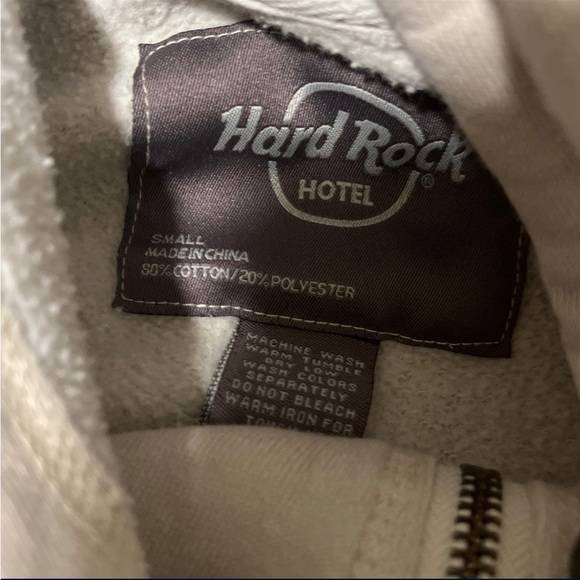 Hard Rock
HOTEL
®
SMALL
MADE IN CHINA
80% COTTON/20% POLYESTER
MACHINE WASH
WARM TUMBLE
DRY LOW
WASH COLORS
SEPARATELY
DO NOT BLEACH
WARM IRON FOR